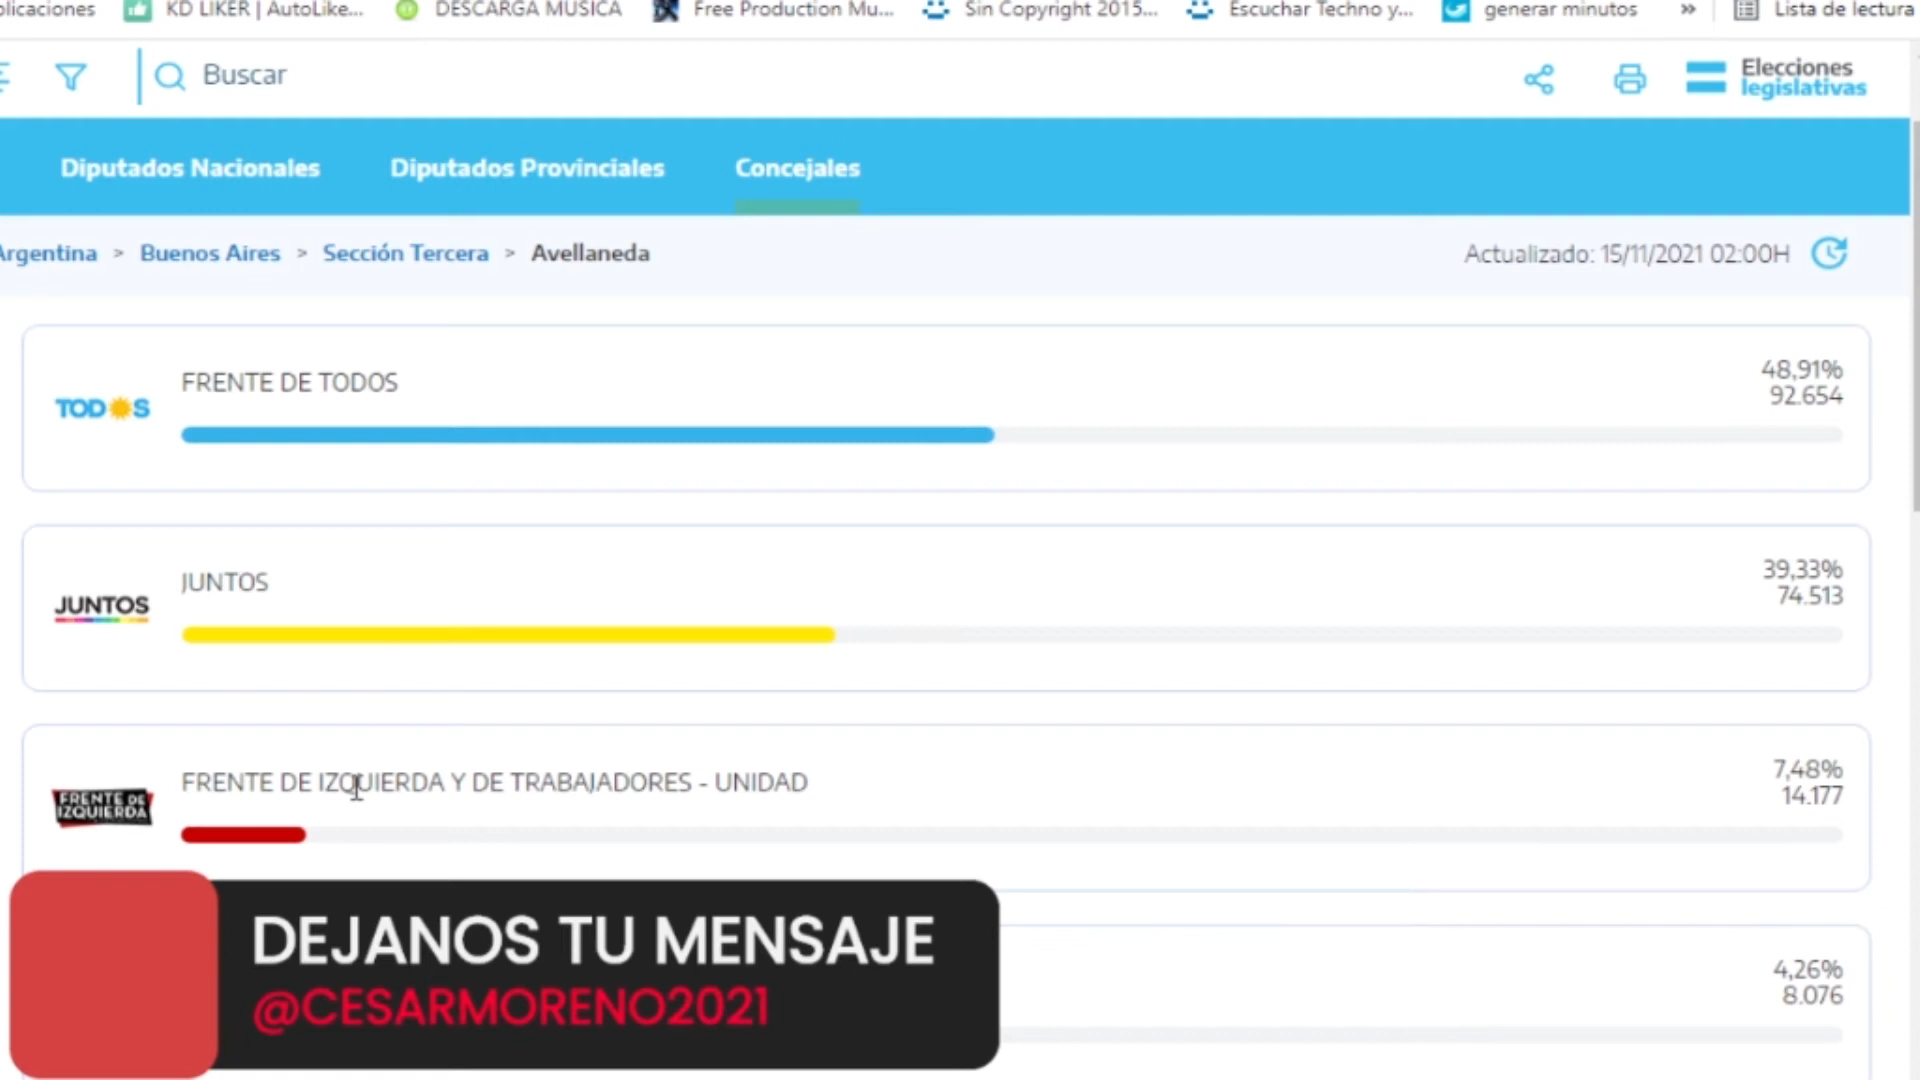 plicaciones KD LIKER | AutoLike... DESCARGA MUSICA Free Production Mu... Sin Copyright 2015... Escuchar Techno y... generar minutos » Lista de lectura
Buscar
Elecciones
legislativas
Diputados Nacionales Diputados Provinciales Concejales
Argentina > Buenos Aires > Sección Tercera > Avellaneda Actualizado: 15/11/2021 02:00H
FRENTE DE TODOS
48,91%
92.654
TODOS
JUNTOS
39,33%
74.513
JUNTOS
FRENTE DE IZQUIERDA Y DE TRABAJADORES - UNIDAD
7,48%
14.177
FRENTE DE
IZQUIERDA
4,26%
8.076
DEJANOS TU MENSAJE
@CESARMORENO2021